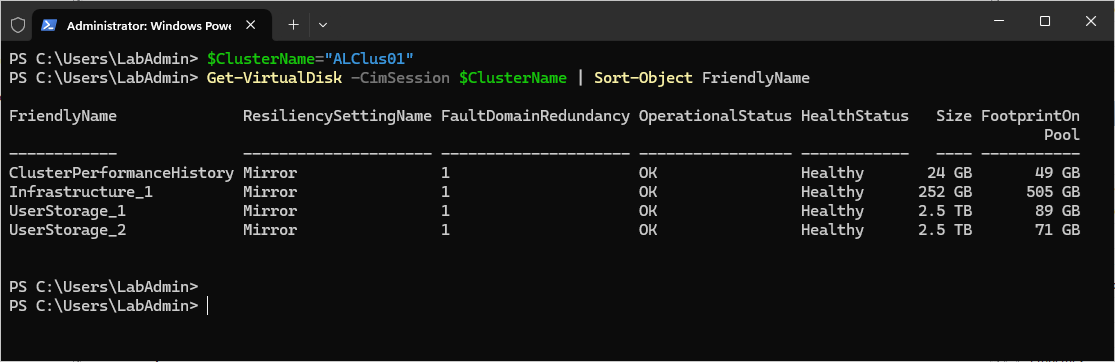 Administrator: Windows Powe
PS C:\Users\LabAdmin> $ClusterName="ALClus01"
PS C:\Users\LabAdmin> Get-VirtualDisk -CimSession $ClusterName | Sort-Object FriendlyName
FriendlyName ResiliencySettingName FaultDomainRedundancy OperationalStatus HealthStatus Size FootprintOn
Pool
------------ --------------------- --------------------- ----------------- ------------ ---- -----------
ClusterPerformanceHistory Mirror 1 OK Healthy 24 GB 49 GB
Infrastructure_1 Mirror 1 OK Healthy 252 GB 505 GB
UserStorage_1 Mirror 1 OK Healthy 2.5 TB 89 GB
UserStorage_2 Mirror 1 OK Healthy 2.5 TB 71 GB
PS C:\Users\LabAdmin>
PS C:\Users\LabAdmin>